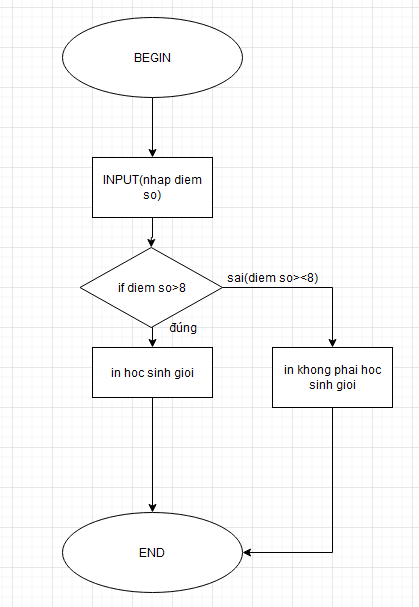 BEGIN
INPUT(nhap diem
so)
if diem so>8
sai(diem so><8)
đúng
in hoc sinh gioi
in khong phai hoc
sinh gioi
END